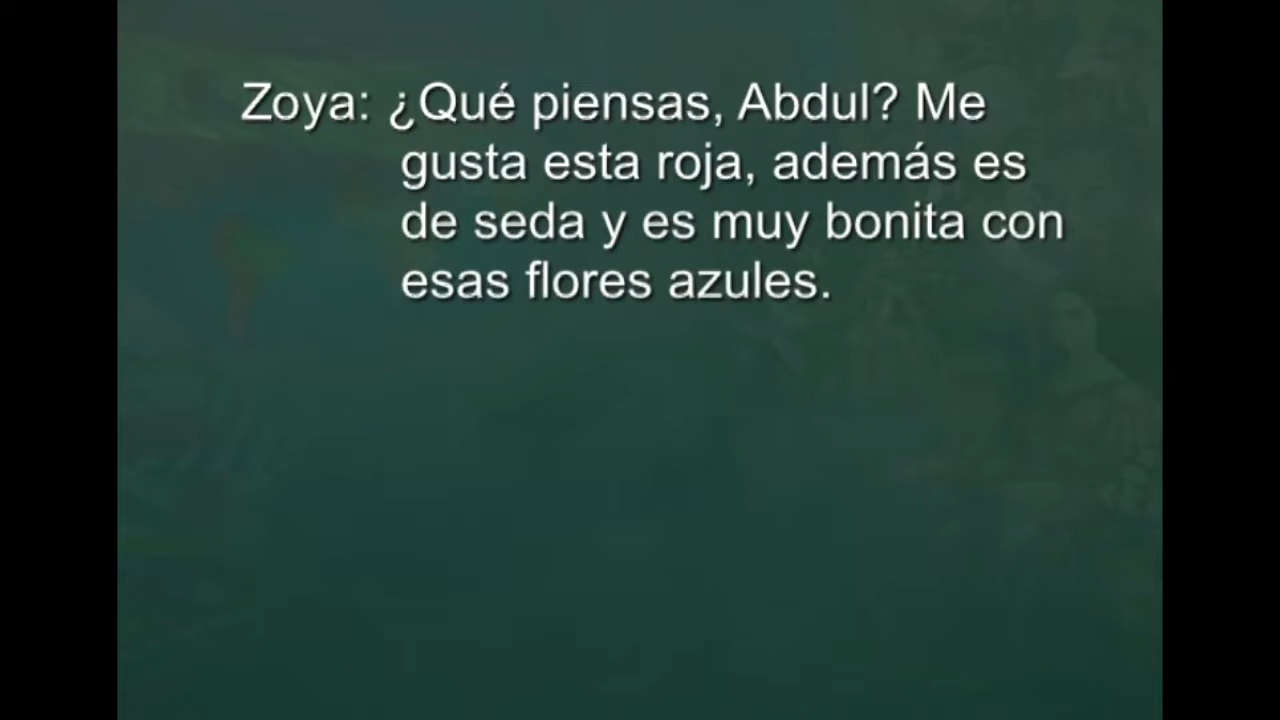 Zoya: ¿Qué piensas, Abdul? Me
gusta esta roja, además es
de seda y es muy bonita con
esas flores azules.